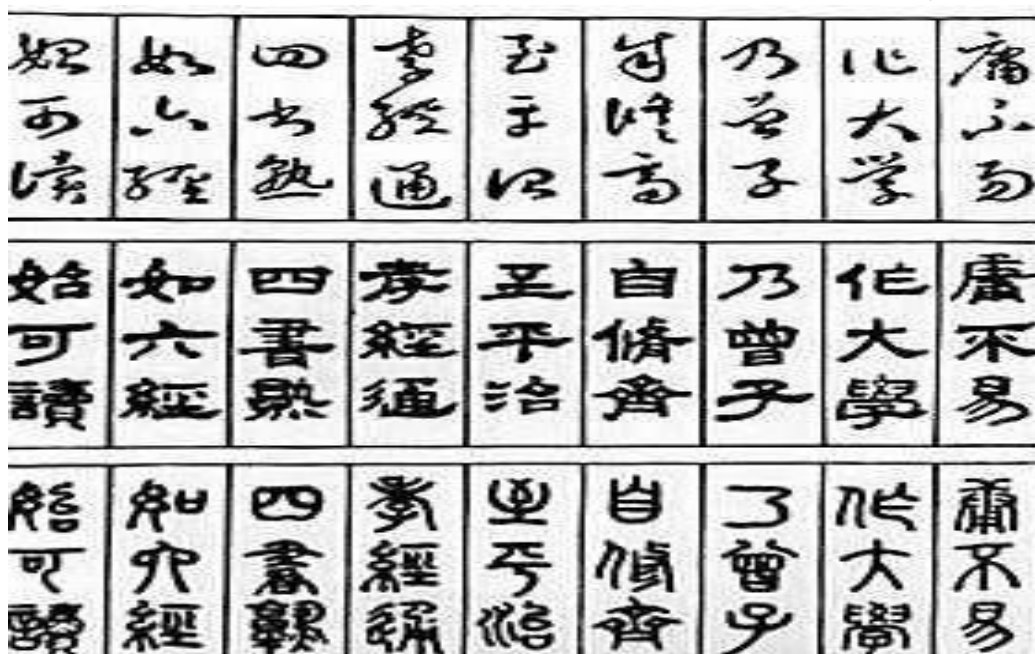 庸不易
作大學
乃曾子
自脩齊
至平治
孝經通
四書熟
如六經
始可讀
庸不易
作大學
乃曾子
自脩齊
至平治
孝經通
四書熟
如六經
始可讀
庸不易
作大學
乃曾子
自修齊
至平治
孝經通
四書熟
如六經
始可讀